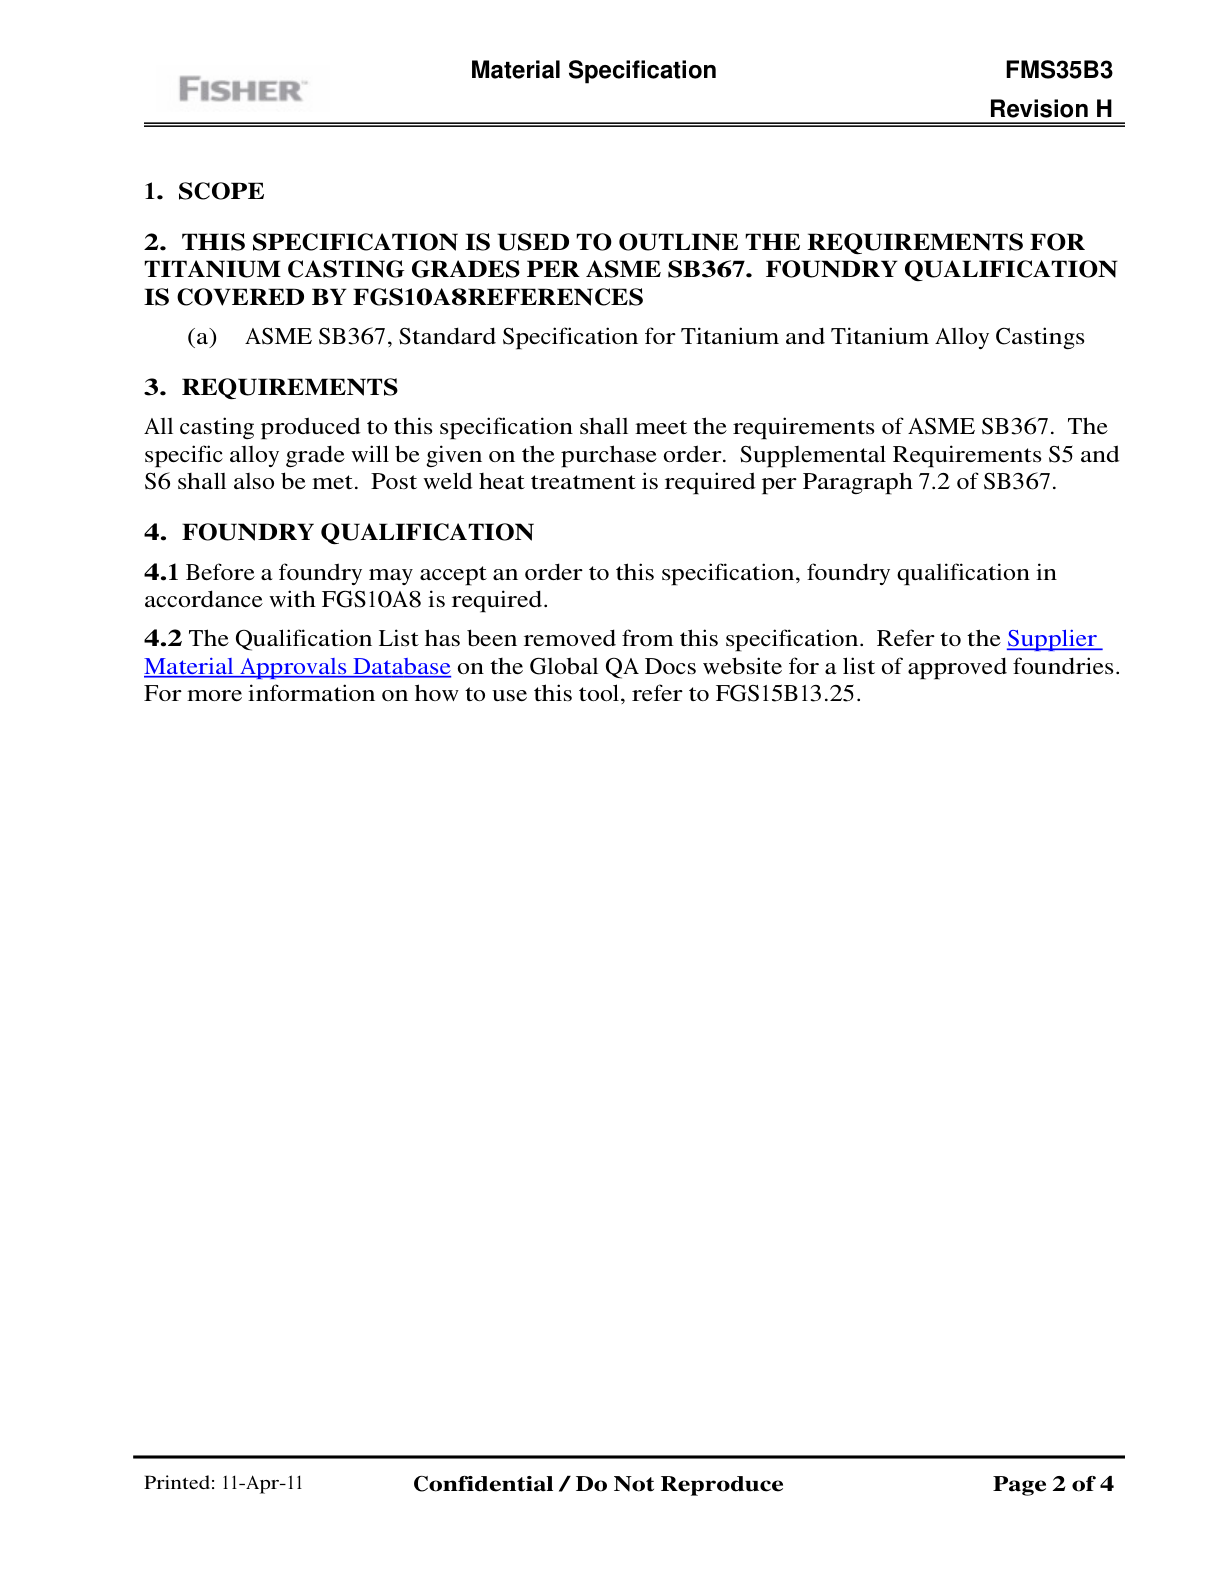 FISHER™
Material Specification
FMS35B3
Revision H
1. SCOPE
2. THIS SPECIFICATION IS USED TO OUTLINE THE REQUIREMENTS FOR
TITANIUM CASTING GRADES PER ASME SB367. FOUNDRY QUALIFICATION
IS COVERED BY FGS10A8REFERENCES
(a) ASME SB367, Standard Specification for Titanium and Titanium Alloy Castings
3. REQUIREMENTS
All casting produced to this specification shall meet the requirements of ASME SB367. The
specific alloy grade will be given on the purchase order. Supplemental Requirements S5 and
S6 shall also be met. Post weld heat treatment is required per Paragraph 7.2 of SB367.
4. FOUNDRY QUALIFICATION
4.1 Before a foundry may accept an order to this specification, foundry qualification in
accordance with FGS10A8 is required.
4.2 The Qualification List has been removed from this specification. Refer to the Supplier
Material Approvals Database on the Global QA Docs website for a list of approved foundries.
For more information on how to use this tool, refer to FGS15B13.25.
Printed: 11-Apr-11
Confidential / Do Not Reproduce
Page 2 of 4